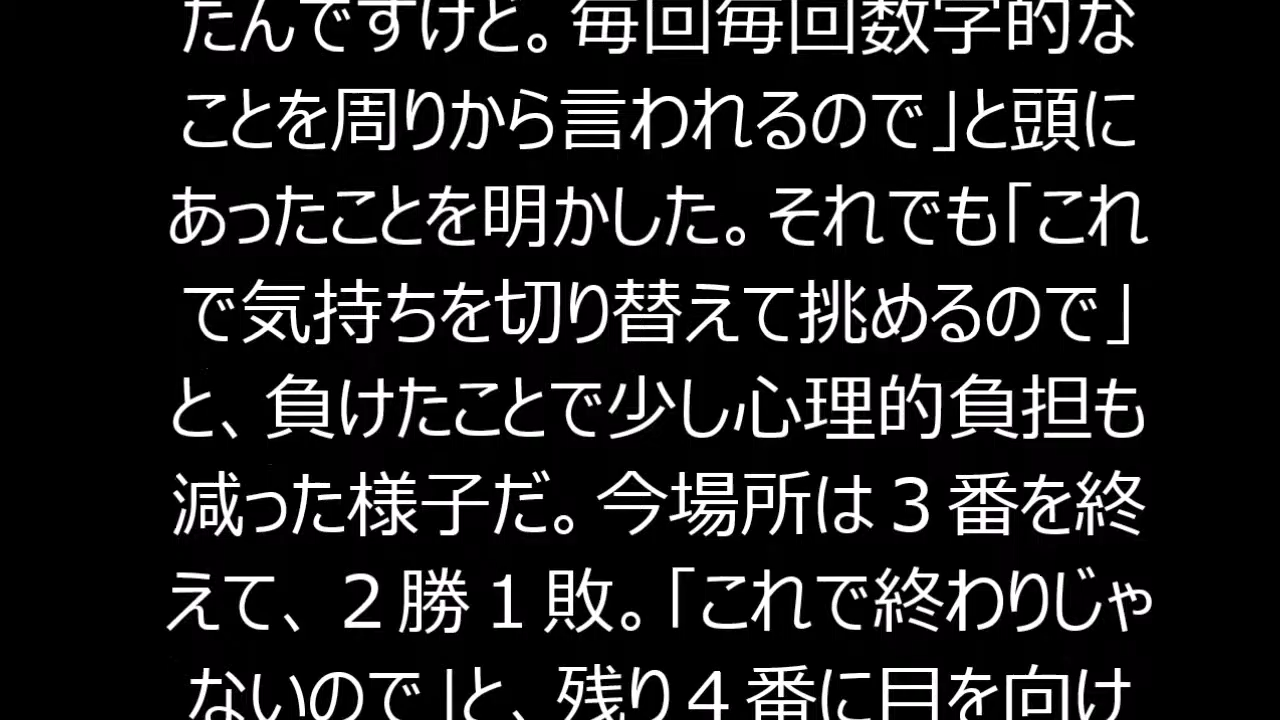 たんですけど。毎回毎回数学的な
ことを周りから言われるので」と頭に
あったことを明かした。それでも「これ
で気持ちを切り替えて挑めるので」
と、負けたことで少し心理的負担も
減った様子だ。今場所は３番を終
えて、２勝１敗。「これで終わりじゃ
ないので」と、残り４番に目を向け